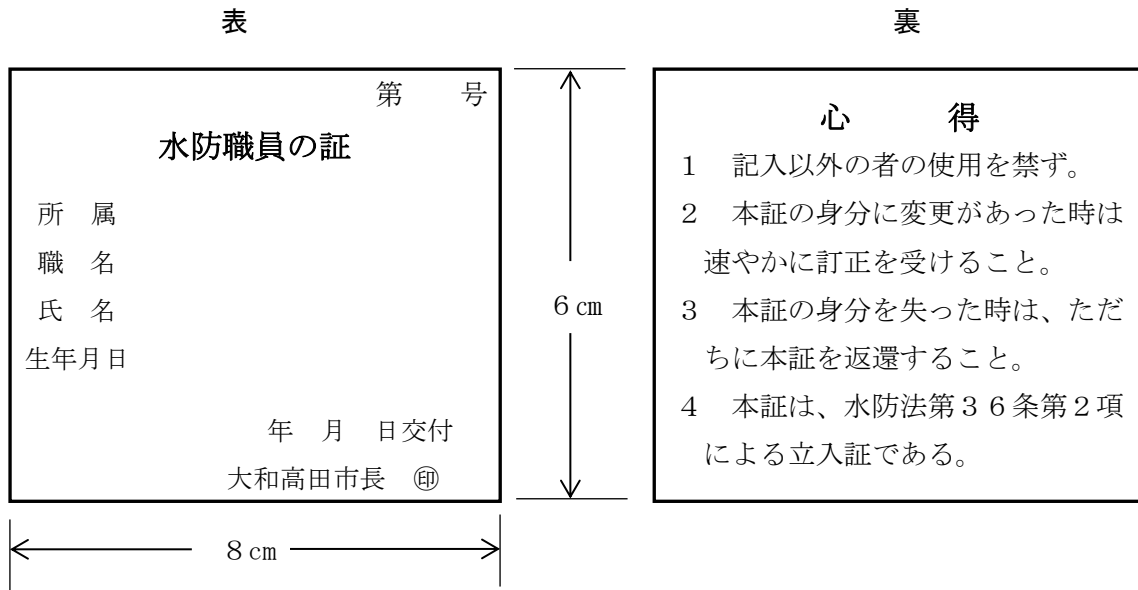 表
第　　号
水防職員の証
所　属
職　名
氏　名
生年月日
年　月　日交付
大和高田市長　㊞
8㎝
6㎝
裏
心　　　得
１　記入以外の者の使用を禁ず。
２　本証の身分に変更があった時は
速やかに訂正を受けること。
３　本証の身分を失った時は、ただ
ちに本証を返還すること。
４　本証は、水防法第３６条第２項
による立入証である。